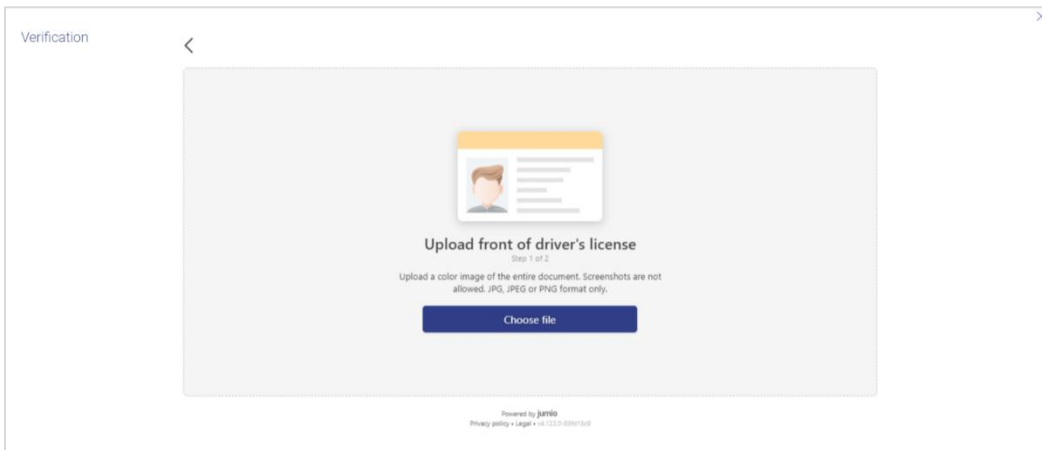 Verification
Upload front of driver's license
Step 1 of 2
Upload a color image of the entire document. Screenshots are not
allowed. JPG, JPEG or PNG format only.
Choose file
Powered by jumio
Privacy policy • Legal •